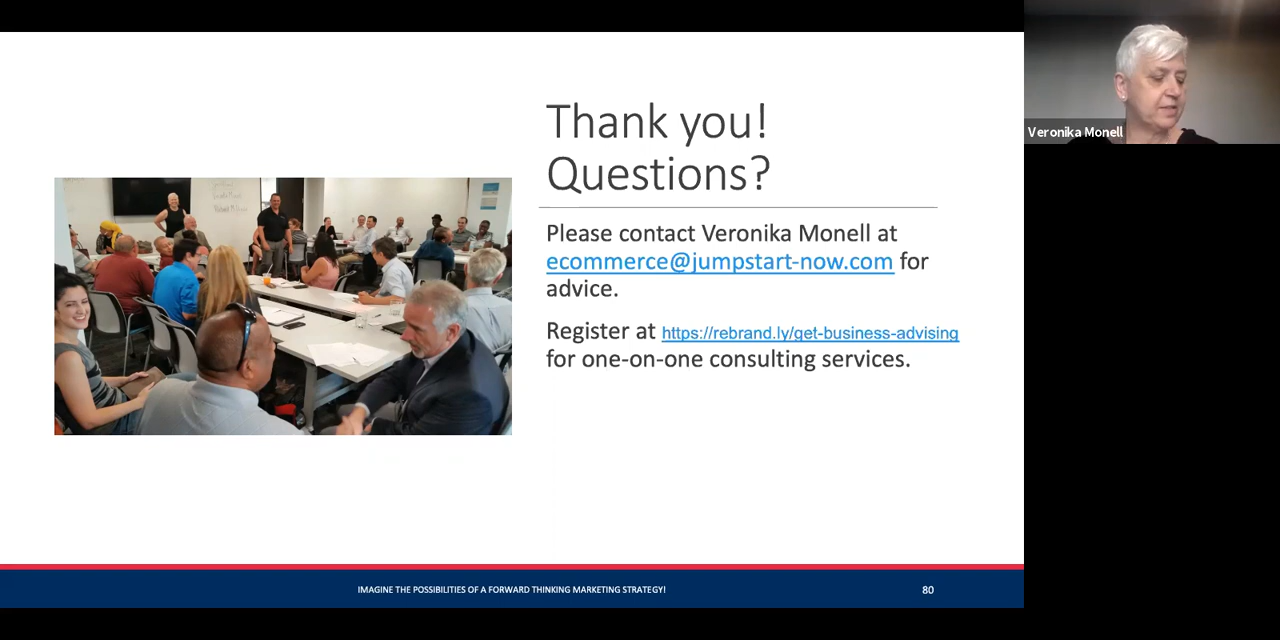 Thank you!
Questions?
Please contact Veronika Monell at
ecommerce@jumpstart-now.com for
advice.
Register at https://rebrand.ly/get-business-advising
for one-on-one consulting services.
IMAGINE THE POSSIBILITIES OF A FORWARD THINKING MARKETING STRATEGY!
80
Veronika Monell